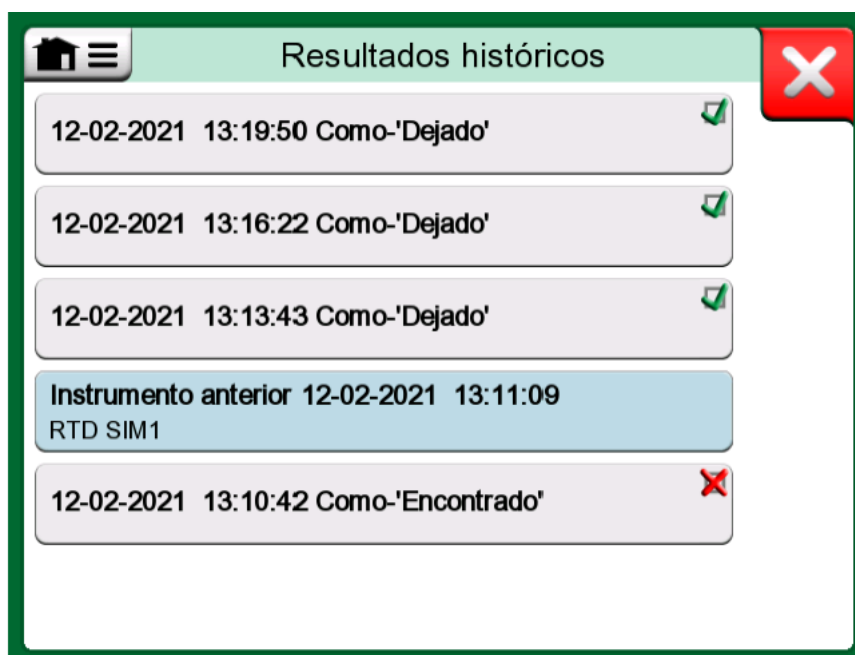 Resultados históricos
12-02-2021 13:19:50 Como-'Dejado'
12-02-2021 13:16:22 Como-'Dejado'
12-02-2021 13:13:43 Como-'Dejado'
Instrumento anterior 12-02-2021 13:11:09
RTD SIM1
12-02-2021 13:10:42 Como-'Encontrado'